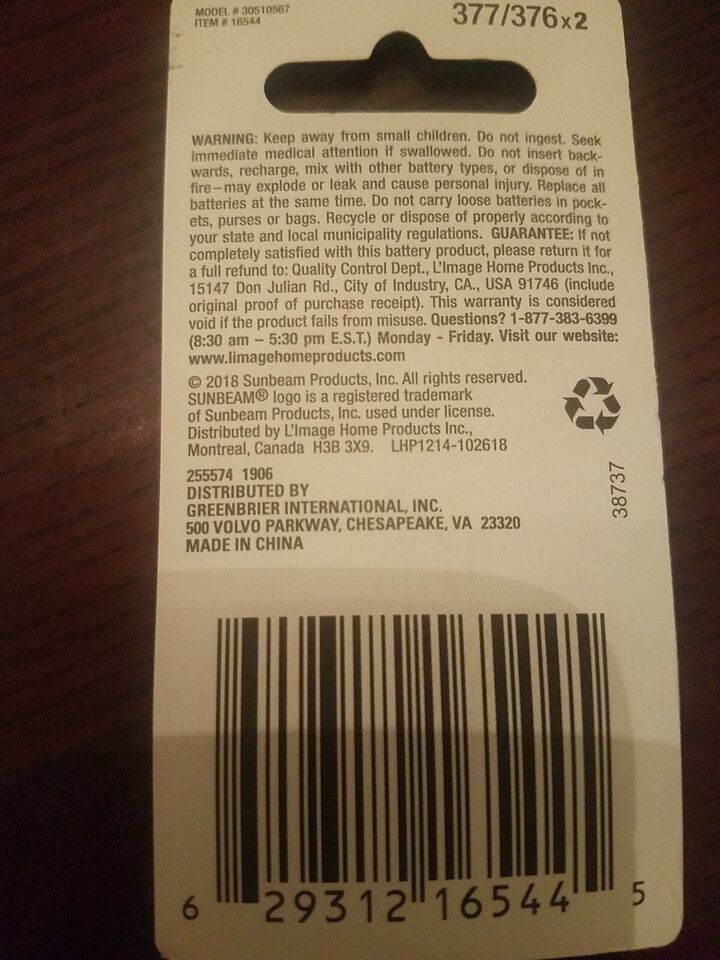 MODEL # 30510567
ITEM # 16544
377/376x2
WARNING: Keep away from small children. Do not ingest. Seek
immediate medical attention if swallowed. Do not insert back-
wards, recharge, mix with other battery types, or dispose of in
fire–may explode or leak and cause personal injury. Replace all
batteries at the same time. Do not carry loose batteries in pock-
ets, purses or bags. Recycle or dispose of properly according to
your state and local municipality regulations. GUARANTEE: If not
completely satisfied with this battery product, please return it for
a full refund to: Quality Control Dept., L'Image Home Products Inc.,
15147 Don Julian Rd., City of Industry, CA., USA 91746 (include
original proof of purchase receipt). This warranty is considered
void if the product fails from misuse. Questions? 1-877-383-6399
(8:30 am – 5:30 pm E.S.T.) Monday - Friday. Visit our website:
www.limagehomeproducts.com
© 2018 Sunbeam Products, Inc. All rights reserved.
SUNBEAM® logo is a registered trademark
of Sunbeam Products, Inc. used under license.
Distributed by L'Image Home Products Inc.,
Montreal, Canada H3B 3X9. LHP1214-102618
38737
255574 1906
DISTRIBUTED BY
GREENBRIER INTERNATIONAL, INC.
500 VOLVO PARKWAY, CHESAPEAKE, VA 23320
MADE IN CHINA
6 29312 16544 5